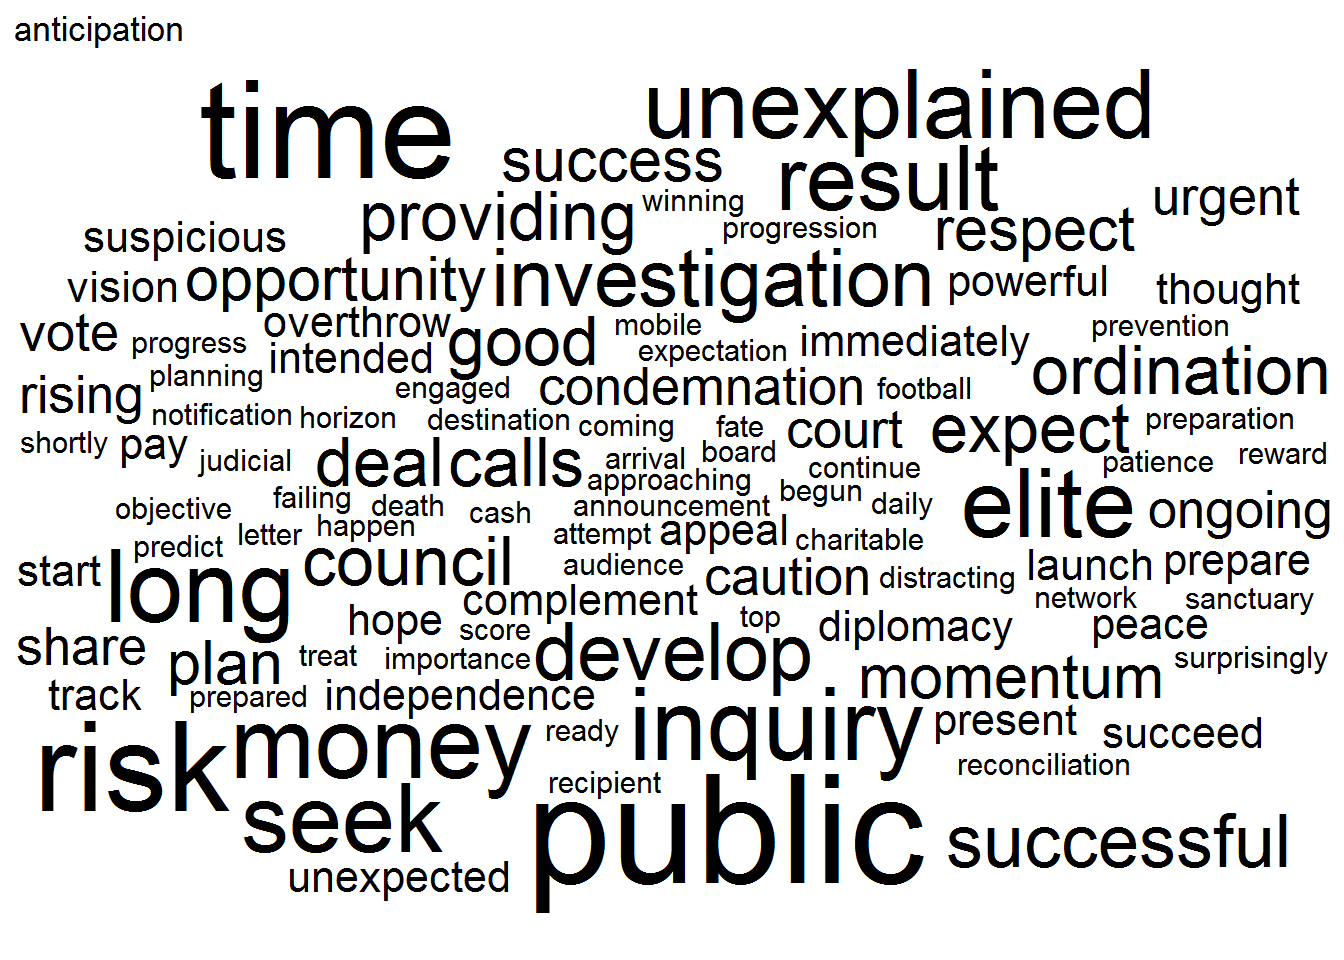 anticipation
time
unexplained
success
result
urgent
providing
winning
progression
respect
suspicious
vision
opportunity
investigation
powerful
thought
overthrow
vote
progress
intended
good
mobile
expectation
immediately
prevention
ordination
rising
planning
engaged
condemnation
football
notification
horizon
destination
coming
fate
court
expect
preparation
shortly
pay
judicial
deal
calls
arrival
board
continue
patience
reward
approaching
objective
failing
death
cash
announcement
begun
daily
elite
ongoing
predict
letter
happen
attempt
appeal
charitable
start
long
council
audience
caution
distracting
launch
prepare
complement
network
sanctuary
share
hope
score
top
diplomacy
peace
plan
treat
importance
develop
momentum
surprisingly
track
prepared
independence
risk
money
ready
inquiry
present
succeed
reconciliation
recipient
seek
public
successful
unexpected